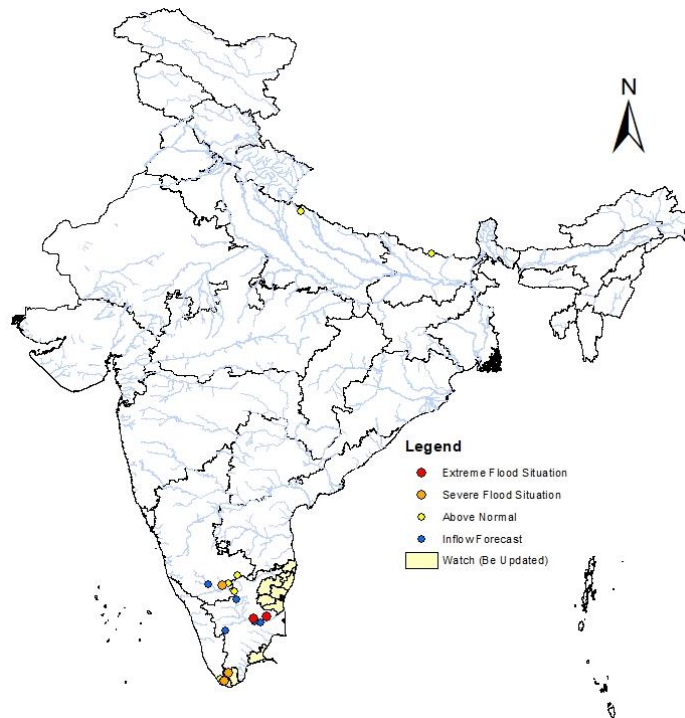 N
Legend
Extreme Flood Situation
Severe Flood Situation
Above Normal
Inflow Forecast
Watch (Be Updated)